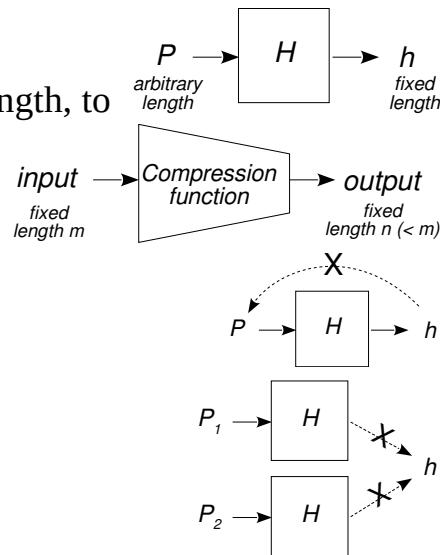 P H h
arbitrary length fixed length
ngth, to
input Compression function output
fixed length m fixed length n (< m)
X
P H h
P1 H X
h
P2 H X